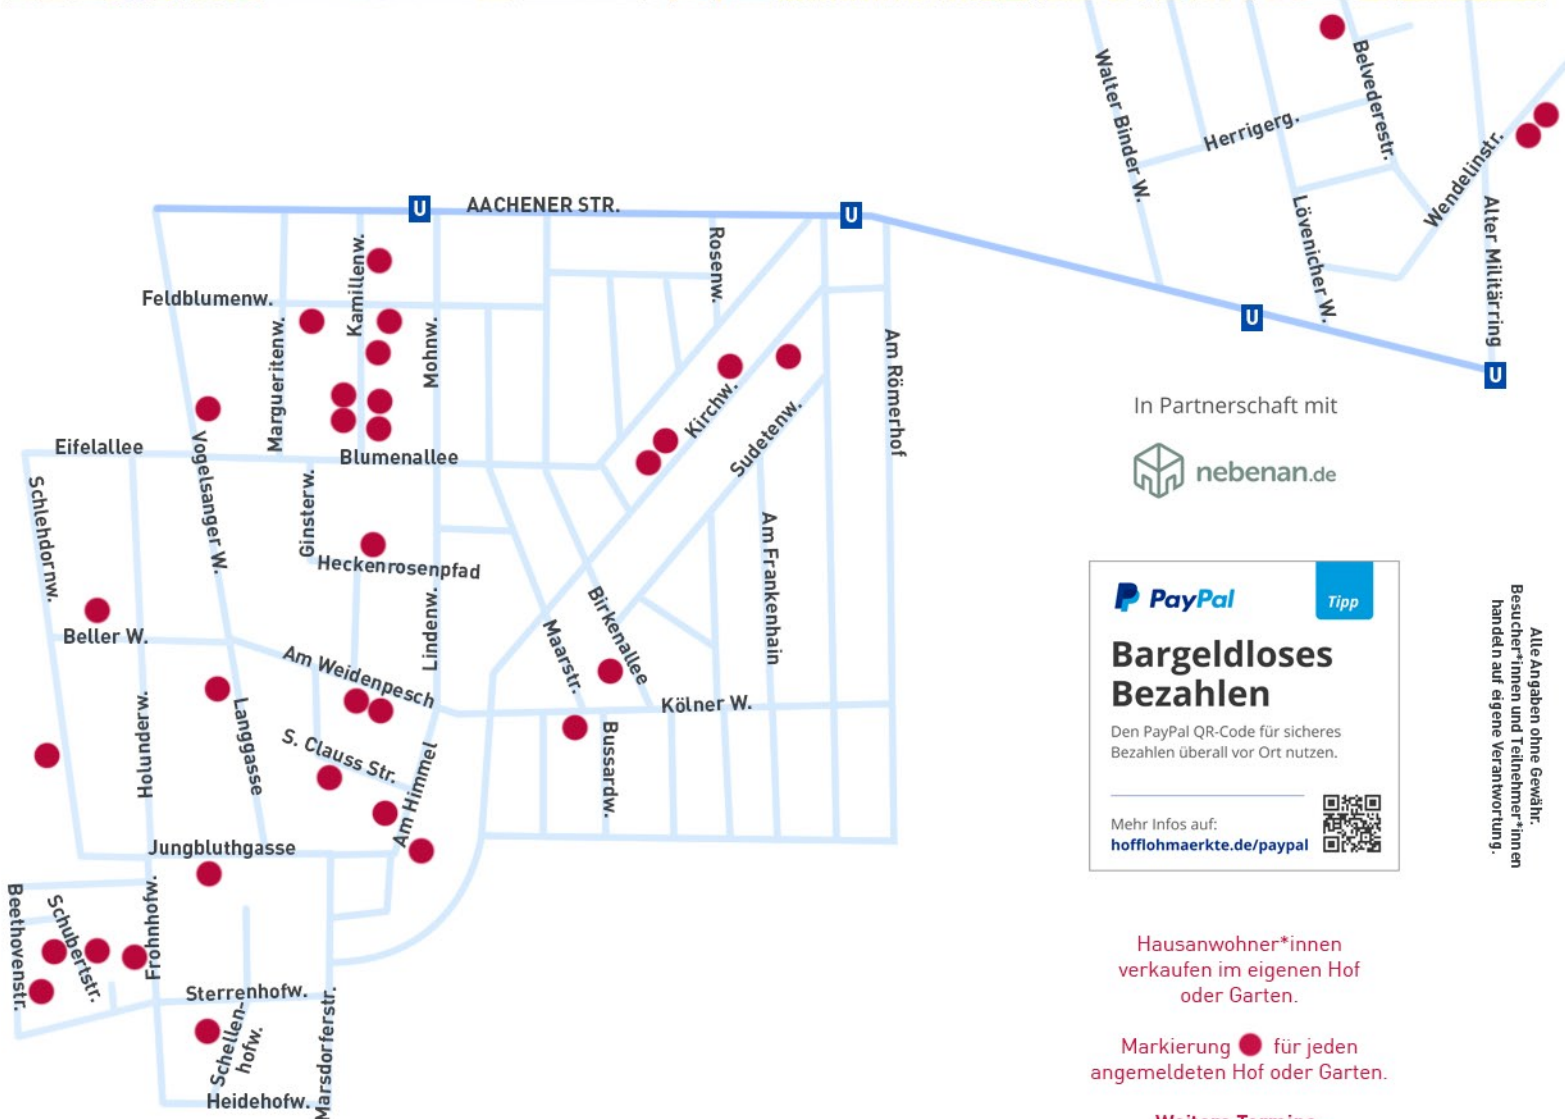 Walter Binder W.
Herrigerg.
Belvederestr.
Wendelinstr.
Lövenicher W.
Alter Militärring
U
AACHENER STR.
U
U
U
Rosenw.
Kamillenw.
Feldblumenw.
Margueritenw.
Mohnw.
Am Römerhof
Kirchw.
Sudetenw.
Eifelallee
Vogelsanger W.
Blumenallee
Schlehdornw.
Ginsterw.
Heckenrosenpfad
Am Frankenhain
Lindenw.
Birkenallee
Maarstr.
Beller W.
Am Weidenpesch
Kölner W.
Holunderw.
Langgasse
S. Clauss Str.
Am Himmel
Bussardw.
Jungbluthgasse
Beethovenstr.
Schubertstr.
Frohnhofw.
Sterrenhofw.
Schellen-
hofw.
Marsdorferstr.
Heidehofw.
In Partnerschaft mit
nebenan.de
PayPal
Tipp
Bargeldloses
Bezahlen
Den PayPal QR-Code für sicheres
Bezahlen überall vor Ort nutzen.
Mehr Infos auf:
hofflohmaerkte.de/paypal
Alle Angaben ohne Gewähr.
Besucher*innen und Teilnehmer*innen
handeln auf eigene Verantwortung.
Hausanwohner*innen
verkaufen im eigenen Hof
oder Garten.
Markierung für jeden
angemeldeten Hof oder Garten.
Weitere Termine